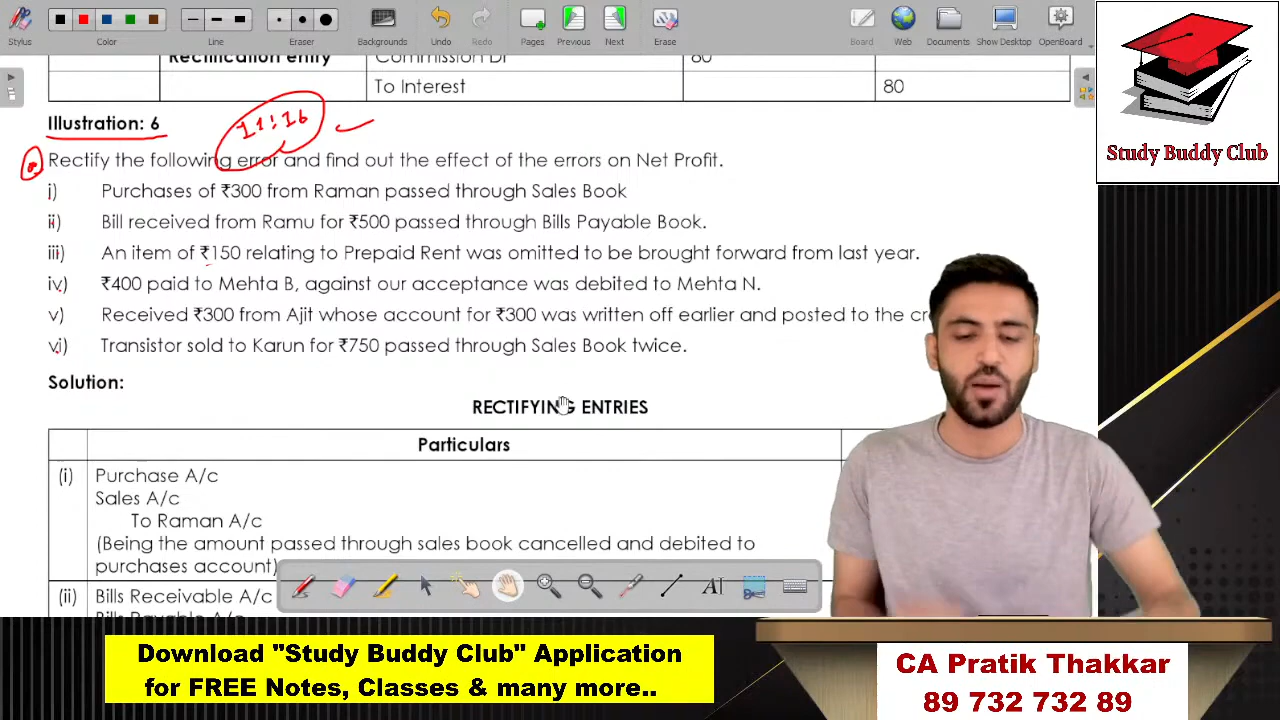 Stylus
Color
Line
Eraser
Backgrounds
Undo
Redo
Pages
Previous
Next
Erase
Board
Web
Documents
Show Desktop
OpenBoard
Study Buddy Club
Rectification entry
Commission Dr
80
To Interest
80
Illustration: 6
11:16
Rectify the following error and find out the effect of the errors on Net Profit.
i) Purchases of ₹300 from Raman passed through Sales Book
ii) Bill received from Ramu for ₹500 passed through Bills Payable Book.
iii) An item of ₹150 relating to Prepaid Rent was omitted to be brought forward from last year.
iv) ₹400 paid to Mehta B, against our acceptance was debited to Mehta N.
v) Received ₹300 from Ajit whose account for ₹300 was written off earlier and posted to the
vi) Transistor sold to Karun for ₹750 passed through Sales Book twice.
Solution:
RECTIFYING ENTRIES
Particulars
(i) Purchase A/c
Sales A/c
To Raman A/c
(Being the amount passed through sales book cancelled and debited to
purchases account)
(ii) Bills Receivable A/c
Bills Payable A/c
Download "Study Buddy Club" Application
for FREE Notes, Classes & many more..
CA Pratik Thakkar
89 732 732 89